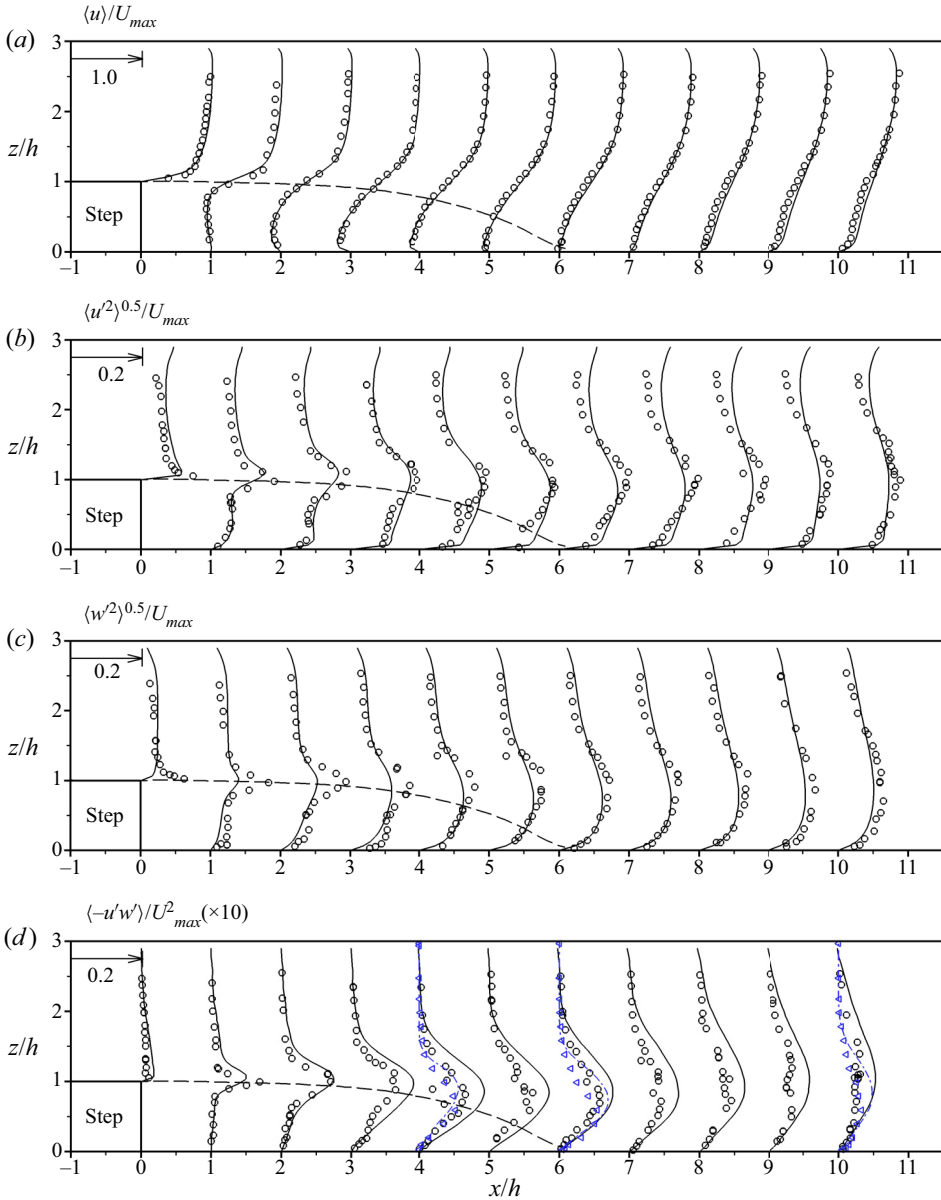 ⟨u⟩/U_max
(a)
3
1.0
2
z/h
1
Step
0
–1 0 1 2 3 4 5 6 7 8 9 10 11
⟨u′²⟩^0.5/U_max
(b)
3
0.2
2
z/h
1
Step
0
–1 0 1 2 3 4 5 6 7 8 9 10 11
⟨w′²⟩^0.5/U_max
(c)
3
0.2
2
z/h
1
Step
0
–1 0 1 2 3 4 5 6 7 8 9 10 11
⟨–u′w′⟩/U²_max(×10)
(d)
3
0.2
2
z/h
1
Step
0
–1 0 1 2 3 4 5 6 7 8 9 10 11
x/h